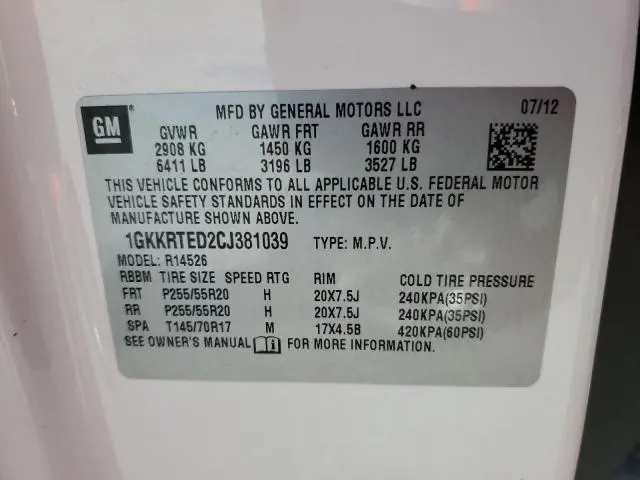 GM
MFD BY GENERAL MOTORS LLC 07/12
GVWR GAWR FRT GAWR RR
2908 KG 1450 KG 1600 KG
6411 LB 3196 LB 3527 LB
THIS VEHICLE CONFORMS TO ALL APPLICABLE U.S. FEDERAL MOTOR
VEHICLE SAFETY STANDARDS IN EFFECT ON THE DATE OF
MANUFACTURE SHOWN ABOVE.
1GKKRTED2CJ381039 TYPE: M.P.V.
MODEL: R14526
RBBM TIRE SIZE SPEED RTG RIM COLD TIRE PRESSURE
FRT P255/55R20 H 20X7.5J 240KPA(35PSI)
RR P255/55R20 H 20X7.5J 240KPA(35PSI)
SPA T145/70R17 M 17X4.5B 420KPA(60PSI)
SEE OWNER'S MANUAL FOR MORE INFORMATION.